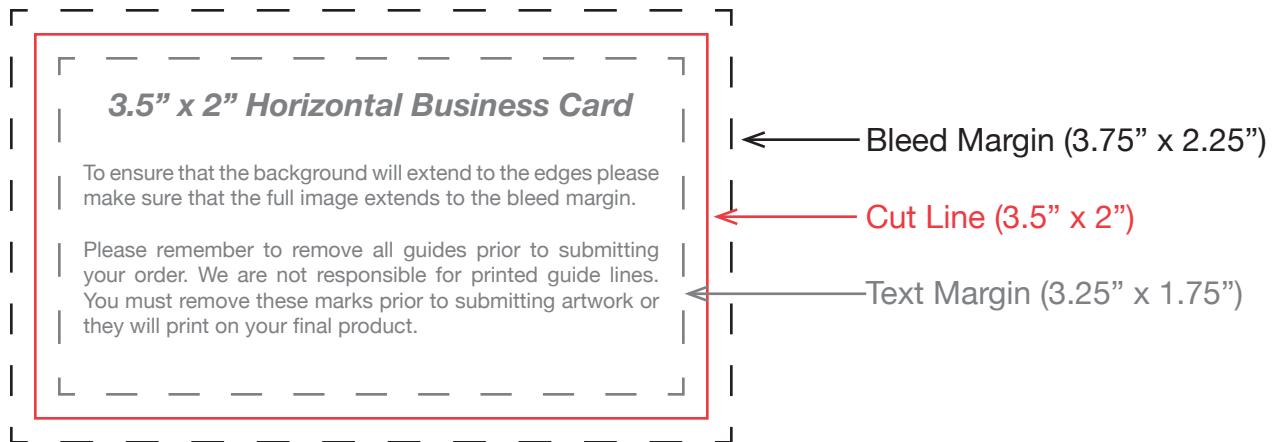 3.5” x 2” Horizontal Business Card
To ensure that the background will extend to the edges please
make sure that the full image extends to the bleed margin.
Please remember to remove all guides prior to submitting
your order. We are not responsible for printed guide lines.
You must remove these marks prior to submitting artwork or
they will print on your final product.
Bleed Margin (3.75” x 2.25”)
Cut Line (3.5” x 2”)
Text Margin (3.25” x 1.75”)